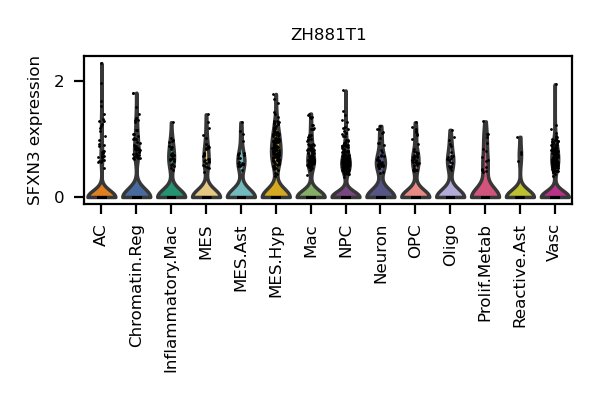 ZH881T1
SFXN3 expression
2
0
AC
Chromatin.Reg
Inflammatory.Mac
MES
MES.Ast
MES.Hyp
Mac
NPC
Neuron
OPC
Oligo
Prolif.Metab
Reactive.Ast
Vasc